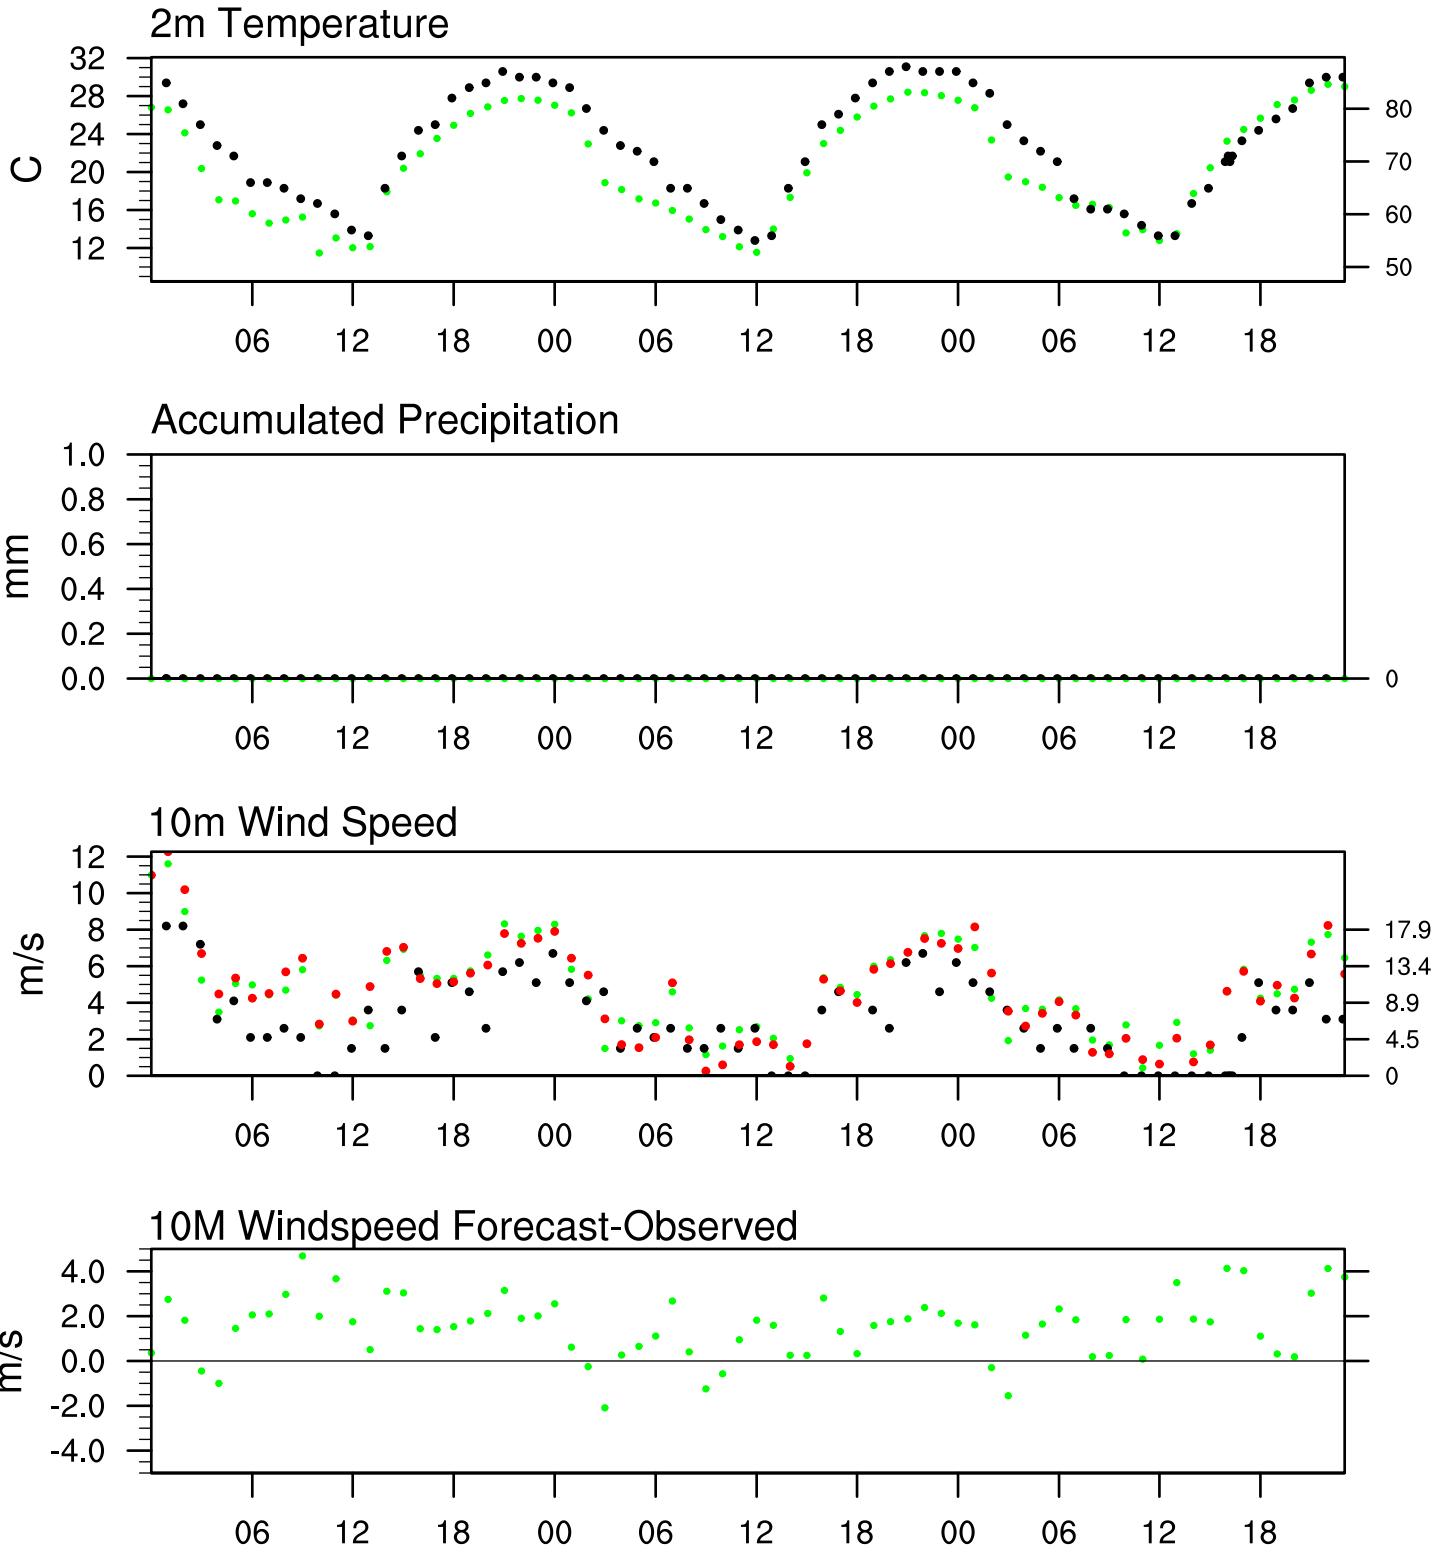 2m Temperature
32
28
24
20
16
12
C
80
70
60
50
06 12 18 00 06 12 18 00 06 12 18
Accumulated Precipitation
1.0
0.8
0.6
0.4
0.2
0.0
mm
0
06 12 18 00 06 12 18 00 06 12 18
10m Wind Speed
12
10
8
6
4
2
0
m/s
17.9
13.4
8.9
4.5
0
06 12 18 00 06 12 18 00 06 12 18
10M Windspeed Forecast-Observed
4.0
2.0
0.0
-2.0
-4.0
m/s
06 12 18 00 06 12 18 00 06 12 18